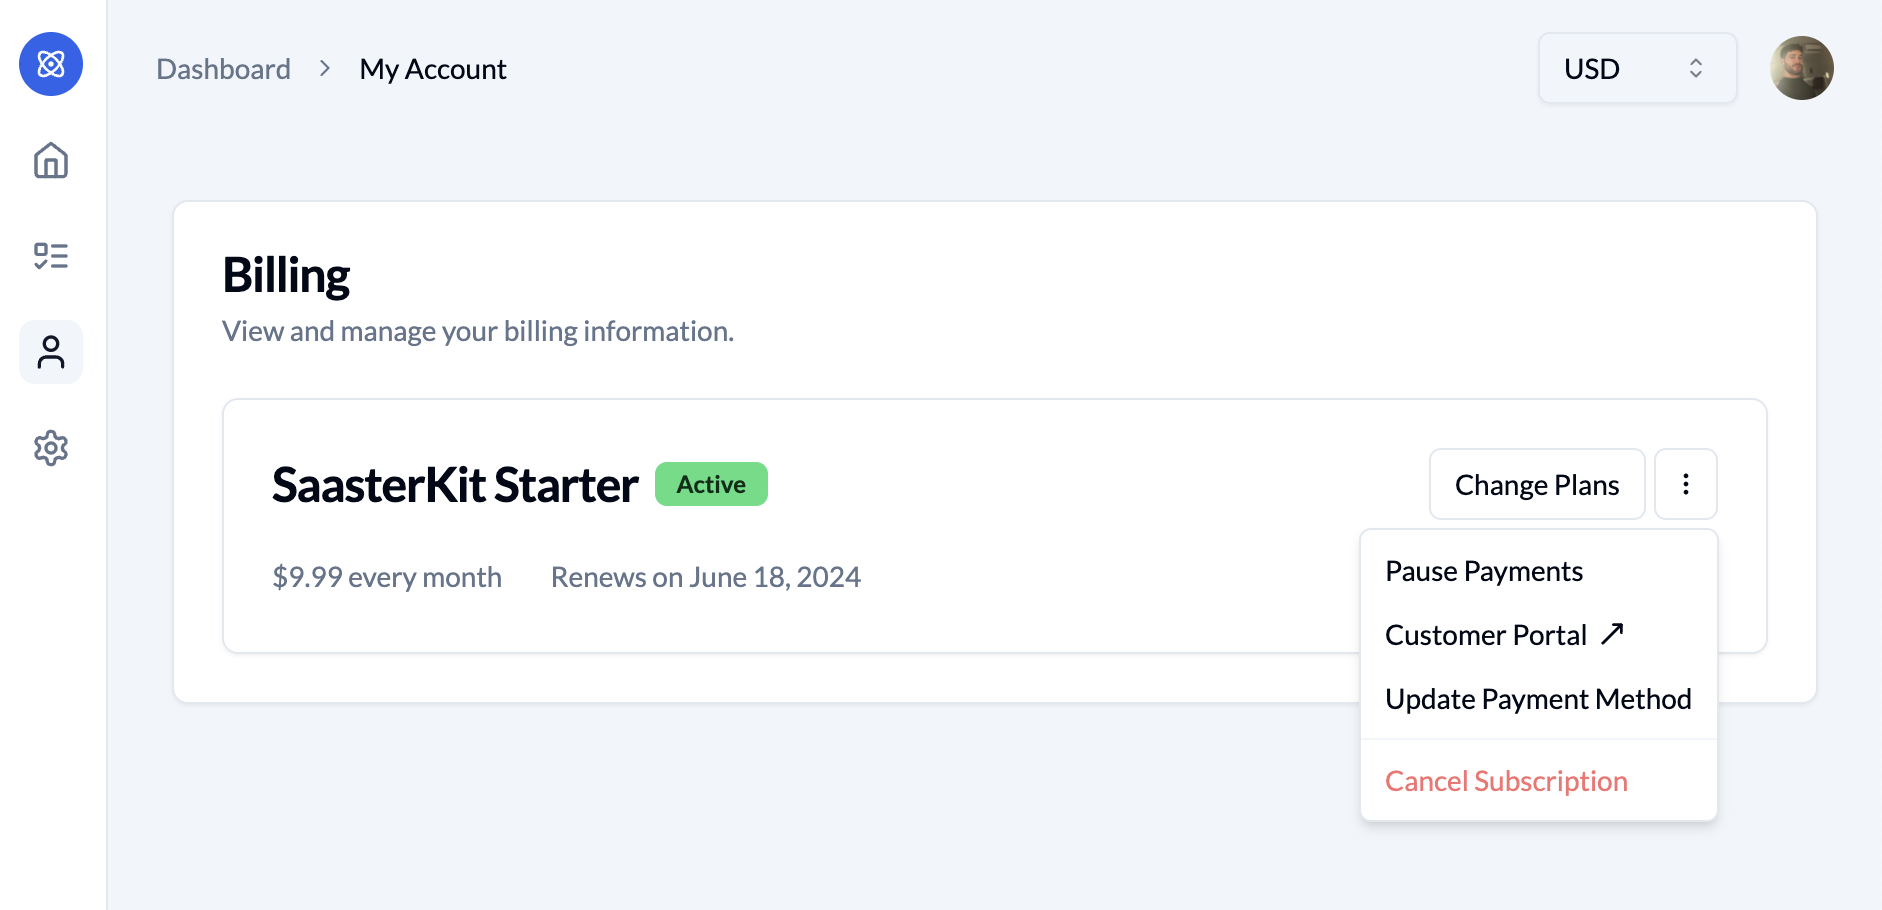 Dashboard > My Account
USD
Billing
View and manage your billing information.
SaasterKit Starter
Active
Change Plans
$9.99 every month
Renews on June 18, 2024
Pause Payments
Customer Portal ↗
Update Payment Method
Cancel Subscription